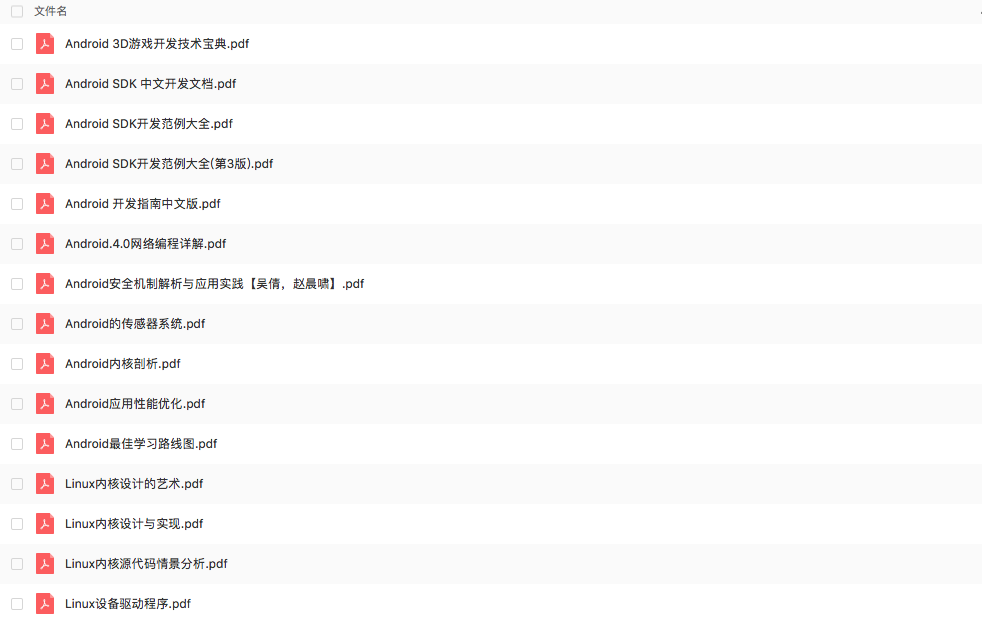 文件名
Android 3D游戏开发技术宝典.pdf
Android SDK 中文开发文档.pdf
Android SDK开发范例大全.pdf
Android SDK开发范例大全(第3版).pdf
Android 开发指南中文版.pdf
Android.4.0网络编程详解.pdf
Android安全机制解析与应用实践【吴倩，赵晨啸】.pdf
Android的传感器系统.pdf
Android内核剖析.pdf
Android应用性能优化.pdf
Android最佳学习路线图.pdf
Linux内核设计的艺术.pdf
Linux内核设计与实现.pdf
Linux内核源代码情景分析.pdf
Linux设备驱动程序.pdf